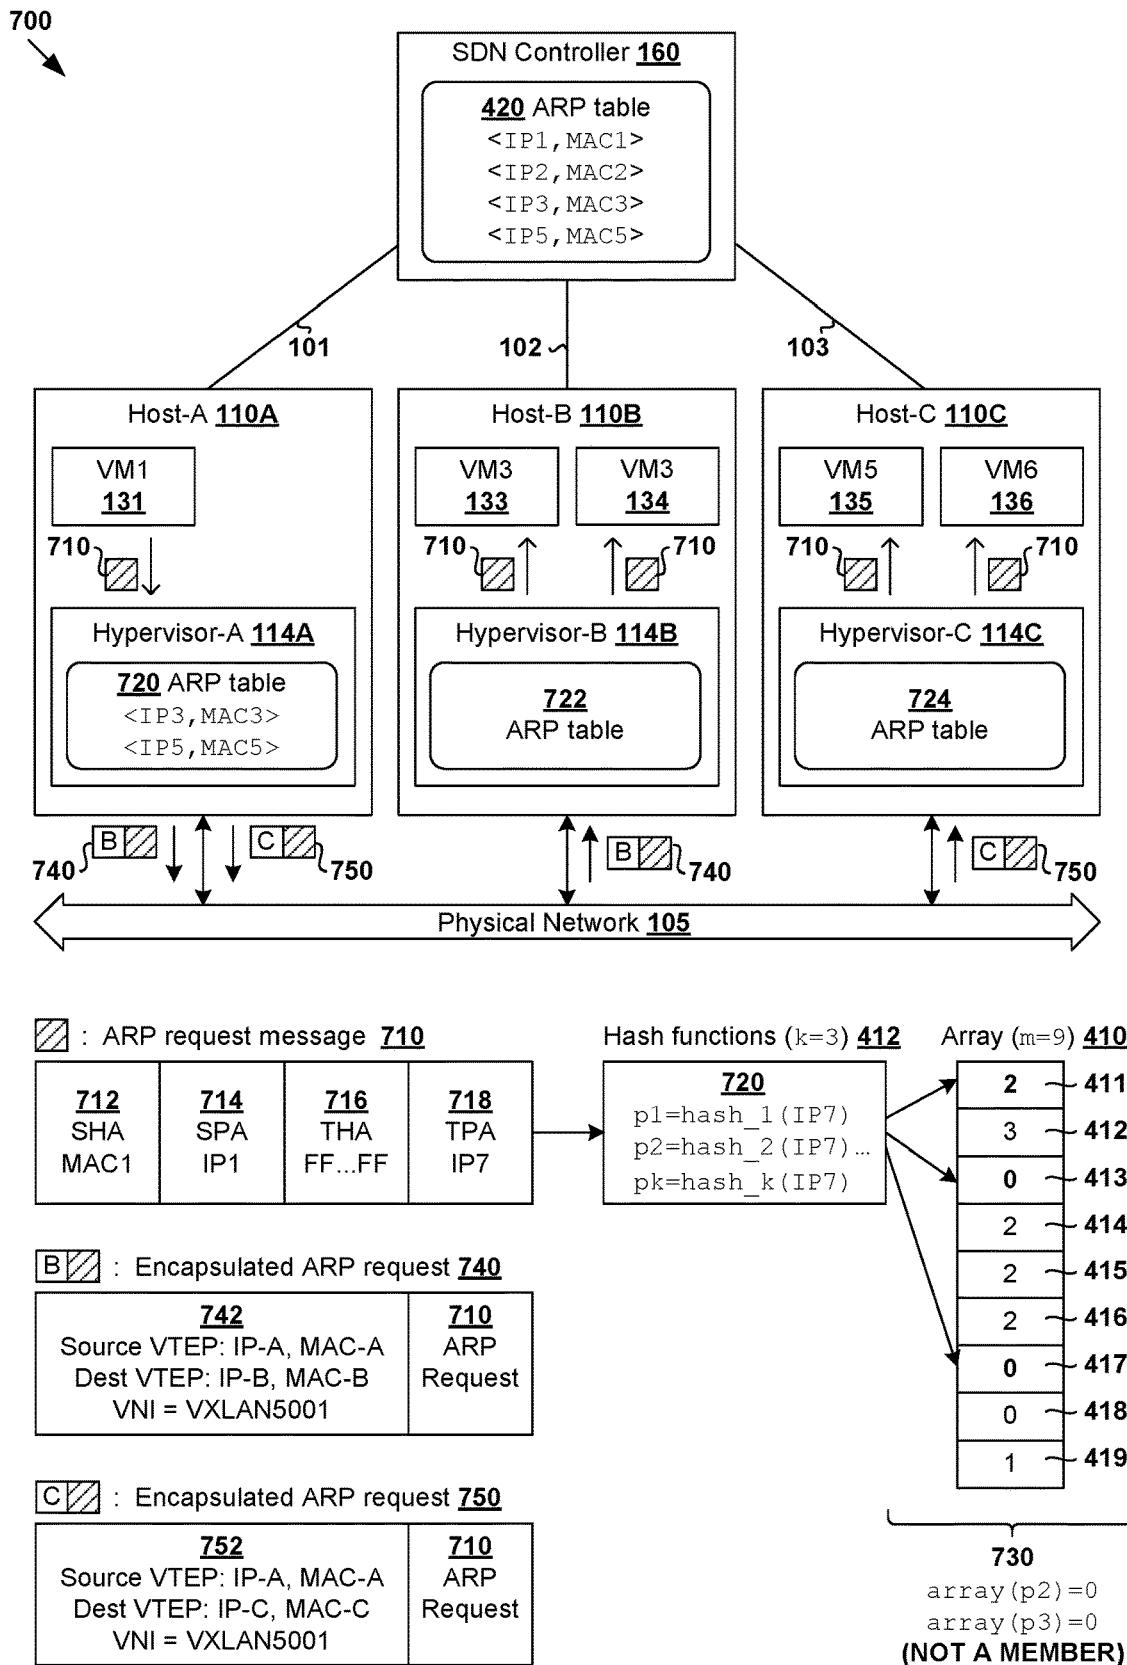 700
SDN Controller 160
420 ARP table
<IP1,MAC1>
<IP2,MAC2>
<IP3,MAC3>
<IP5,MAC5>
101
102
103
Host-A 110A
VM1
131
710
Hypervisor-A 114A
720 ARP table
<IP3,MAC3>
<IP5,MAC5>
Host-B 110B
VM3
133
VM3
134
710
710
Hypervisor-B 114B
722
ARP table
Host-C 110C
VM5
135
VM6
136
710
710
Hypervisor-C 114C
724
ARP table
740
B
C
750
B
740
C
750
Physical Network 105
: ARP request message 710
712
SHA
MAC1
714
SPA
IP1
716
THA
FF...FF
718
TPA
IP7
Hash functions (k=3) 412
720
p1=hash_1(IP7)
p2=hash_2(IP7)...
pk=hash_k(IP7)
Array (m=9) 410
2 411
3 412
0 413
2 414
2 415
2 416
0 417
0 418
1 419
730
array(p2)=0
array(p3)=0
(NOT A MEMBER)
B : Encapsulated ARP request 740
742
Source VTEP: IP-A, MAC-A
Dest VTEP: IP-B, MAC-B
VNI = VXLAN5001
710
ARP
Request
C : Encapsulated ARP request 750
752
Source VTEP: IP-A, MAC-A
Dest VTEP: IP-C, MAC-C
VNI = VXLAN5001
710
ARP
Request